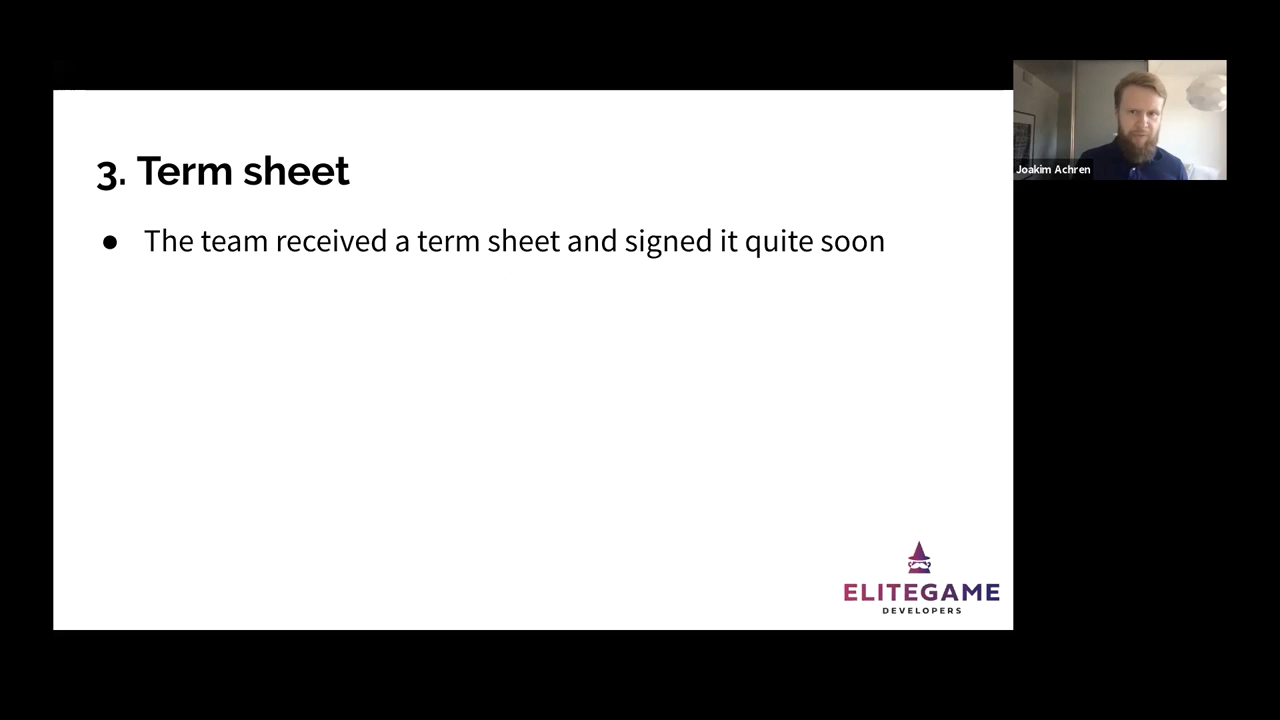 3. Term sheet
● The team received a term sheet and signed it quite soon
Joakim Achren
ELITEGAME
DEVELOPERS